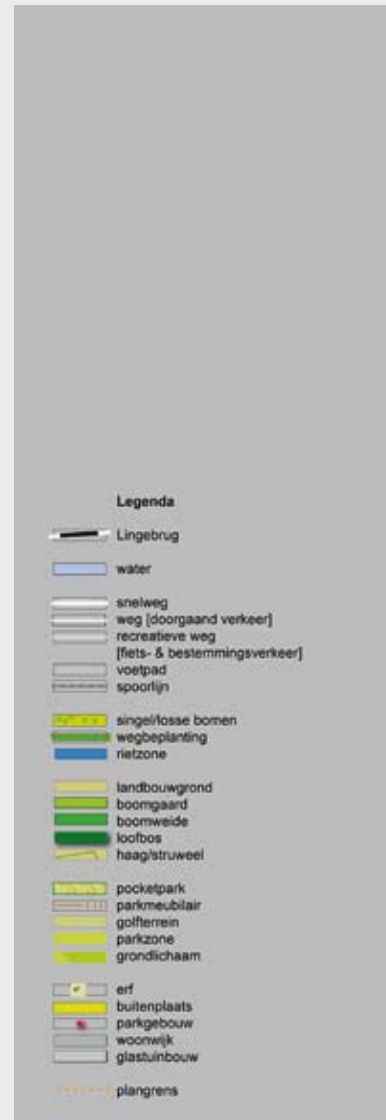 Legenda
Lingebrug
water
snelweg
weg [doorgaand verkeer]
recreatieve weg
[fiets- & bestemmingsverkeer]
voetpad
spoorlijn
singel/losse bomen
wegbeplanting
rietzone
landbouwgrond
boomgaard
boomweide
loofbos
haag/struweel
pocketpark
parkmeubilair
golfterrein
parkzone
grondlichaam
erf
buitenplaats
parkgebouw
woonwijk
glastuinbouw
plangrens